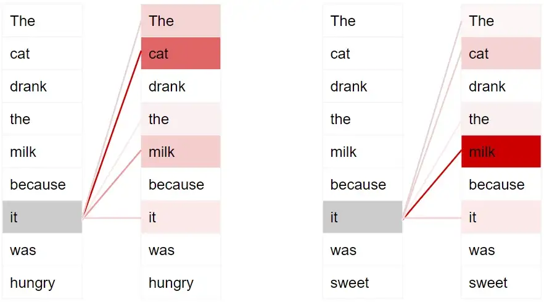 The The
cat cat
drank drank
the the
milk milk
because because
it it
was was
hungry hungry
The The
cat cat
drank drank
the the
milk milk
because because
it it
was was
sweet sweet